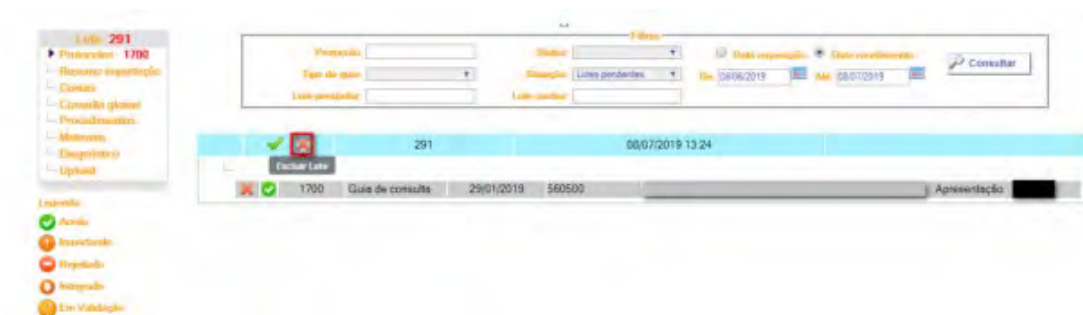 Lote 291
Protocolos 1700
Resumo importação
Contas
Consulta glosas
Procedimentos
Materiais
Diagnóstico
Upload
Legenda
Aceito
Importando
Rejeitado
Integrado
Em Validação
Filtros
Protocolo
Status
Data importação
Data recebimento
Consultar
Tipo de guia
Situação Lotes pendentes
De 08/06/2019
Até 08/07/2019
Lote prestador
291
08/07/2019 13:24
Excluir Lote
1700 Guia de consulta 29/01/2019 560500 Apresentação